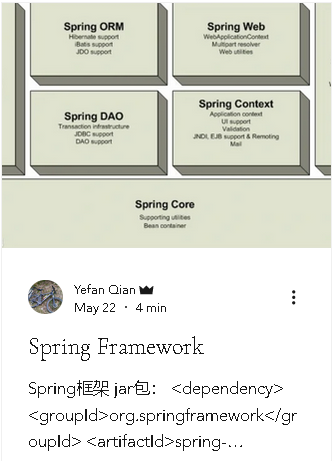 Spring ORM
Hibernate support
iBatis support
JDO support
Spring Web
WebApplicationContext
Multipart resolver
Web utilities
Spring DAO
Transaction infrastructure
JDBC support
DAO support
Spring Context
Application context
UI support
Validation
JNDI, EJB support & Remoting
Mail
Spring Core
Supporting utilities
Bean container
Yefan Qian
May 22 · 4 min
Spring Framework
Spring框架 jar包： <dependency>
<groupId>org.springframework</gr
oupId> <artifactId>spring-...